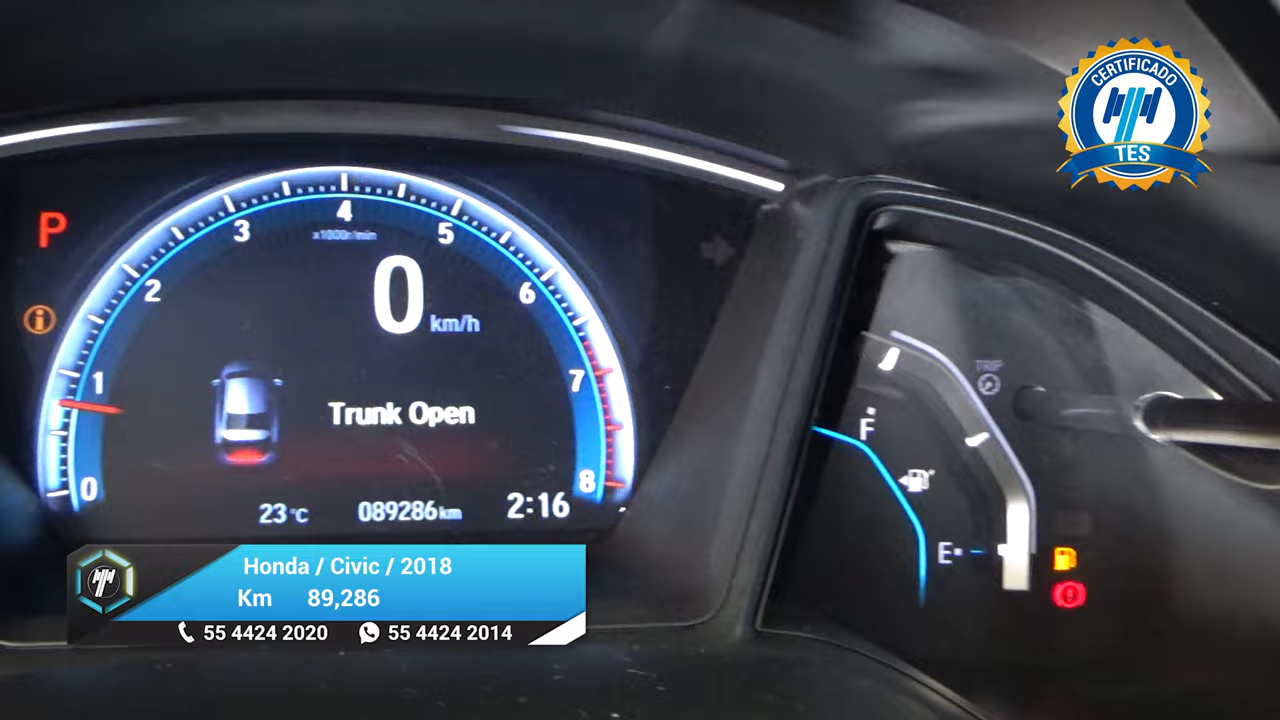 CERTIFICADO
TES
P
4
3
5
x1000r/min
2
6
0
km/h
1
7
Trunk Open
0
8
23°C
089286km
2:16
TRIP
F
E
Honda / Civic / 2018
Km 89,286
55 4424 2020
55 4424 2014